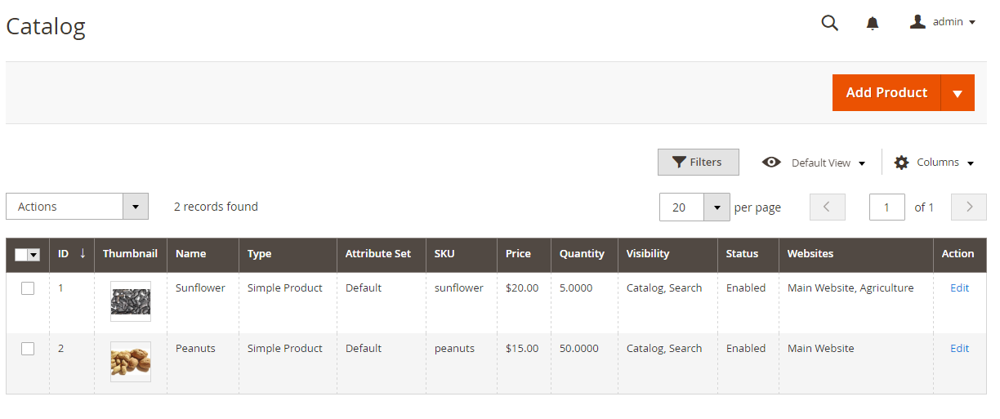 Catalog
admin
Add Product
Filters
Default View
Columns
Actions
2 records found
20
per page
1
of 1
ID ↓ Thumbnail Name Type Attribute Set SKU Price Quantity Visibility Status Websites Action
1 Sunflower Simple Product Default sunflower $20.00 5.0000 Catalog, Search Enabled Main Website, Agriculture Edit
2 Peanuts Simple Product Default peanuts $15.00 50.0000 Catalog, Search Enabled Main Website Edit